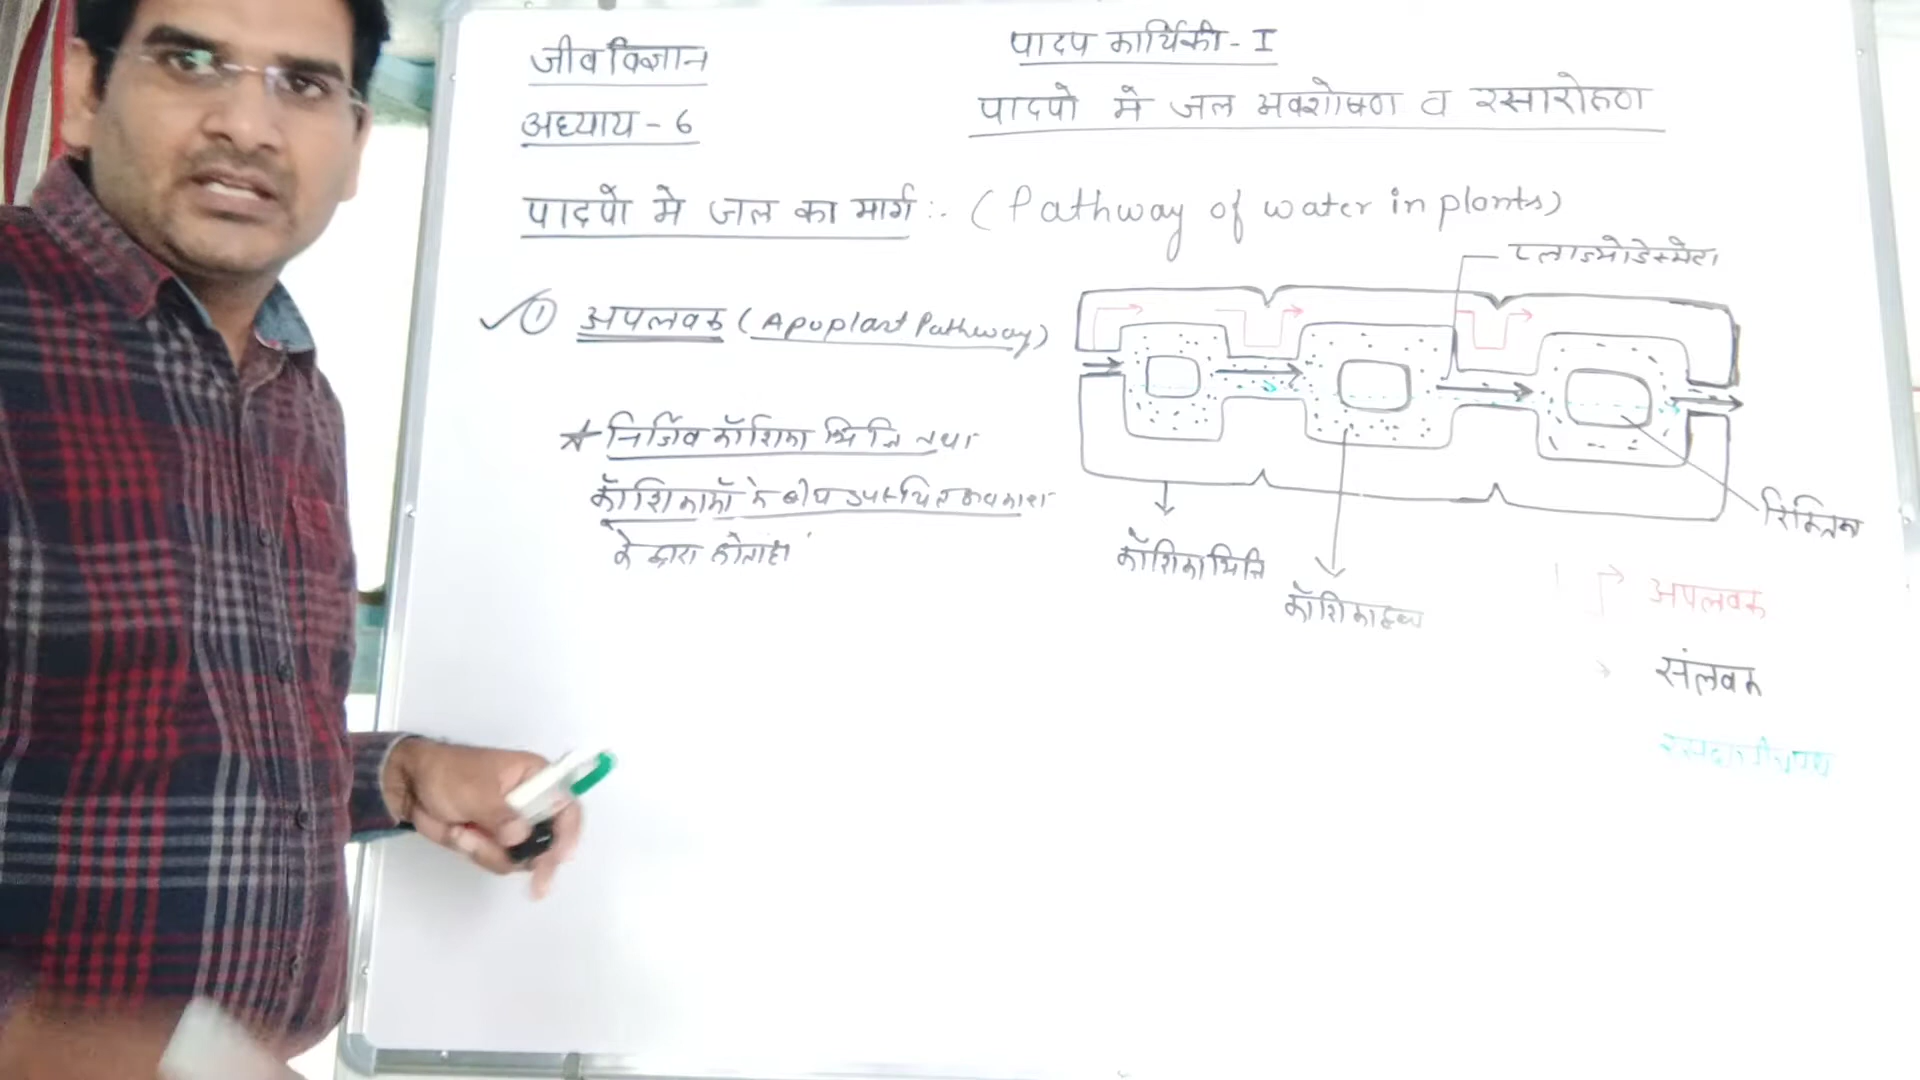 जीव विज्ञान
अध्याय - 6
पादप कार्यिकी - I
पादपो मे जल अवशोषण व रसारोहण
पादपो मे जल का मार्ग :- (Pathway of water in plants)
① अपलवक (Apoplast Pathway)
* निर्जिव कोशिका भित्ति तथा
कोशिकाओं के बीच उपस्थित अवकाश
के द्वारा होता है।
प्लाज्मोडेस्मेटा
रिक्तिका
कोशिका भित्ति
कोशिका द्रव्य
अपलवक
संलवक